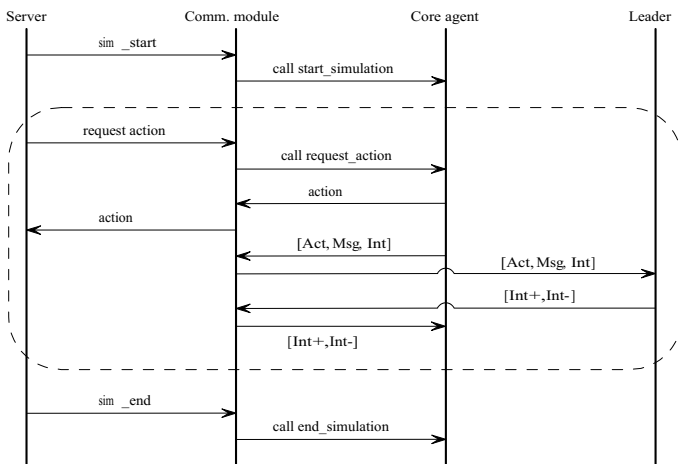 Server Comm. module Core agent Leader
sim _start
call start_simulation
request action
call request_action
action
action
[Act, Msg, Int]
[Act, Msg, Int]
[Int+,Int-]
[Int+,Int-]
sim _end
call end_simulation